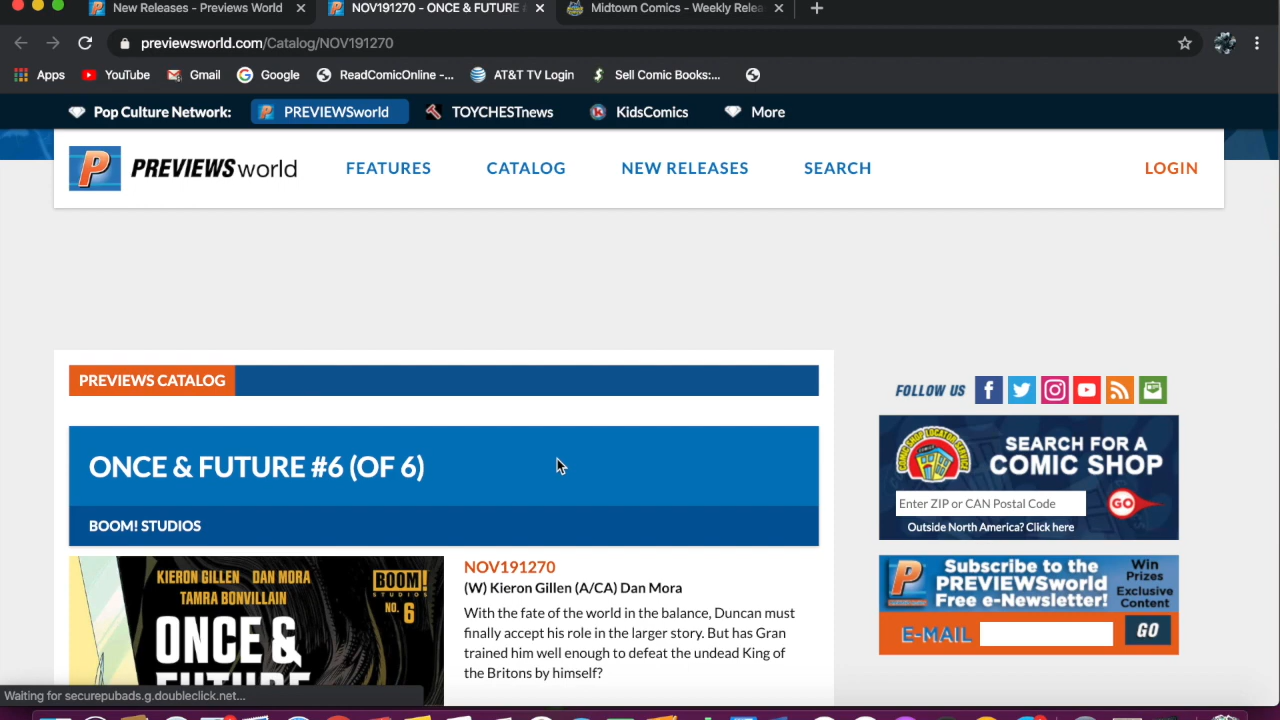 New Releases - Previews World
NOV191270 - ONCE & FUTURE
Midtown Comics - Weekly Relea
previewsworld.com/Catalog/NOV191270
Apps
YouTube
Gmail
Google
ReadComicOnline -...
AT&T TV Login
Sell Comic Books:...
Pop Culture Network:
PREVIEWSworld
TOYCHESTnews
KidsComics
More
PREVIEWSworld
FEATURES
CATALOG
NEW RELEASES
SEARCH
LOGIN
PREVIEWS CATALOG
ONCE & FUTURE #6 (OF 6)
BOOM! STUDIOS
KIERON GILLEN DAN MORA
TAMRA BONVILLAIN
BOOM!
STUDIOS
NO.
6
ONCE &
FUTURE
NOV191270
(W) Kieron Gillen (A/CA) Dan Mora
With the fate of the world in the balance, Duncan must
finally accept his role in the larger story. But has Gran
trained him well enough to defeat the undead King of
the Britons by himself?
FOLLOW US
COMIC SHOP LOCATOR SERVICE
SEARCH FOR A
COMIC SHOP
Enter ZIP or CAN Postal Code
GO
Outside North America? Click here
Subscribe to the
PREVIEWSworld
Free e-Newsletter!
Win
Prizes
Exclusive
Content
E-MAIL
GO
Waiting for securepubads.g.doubleclick.net...